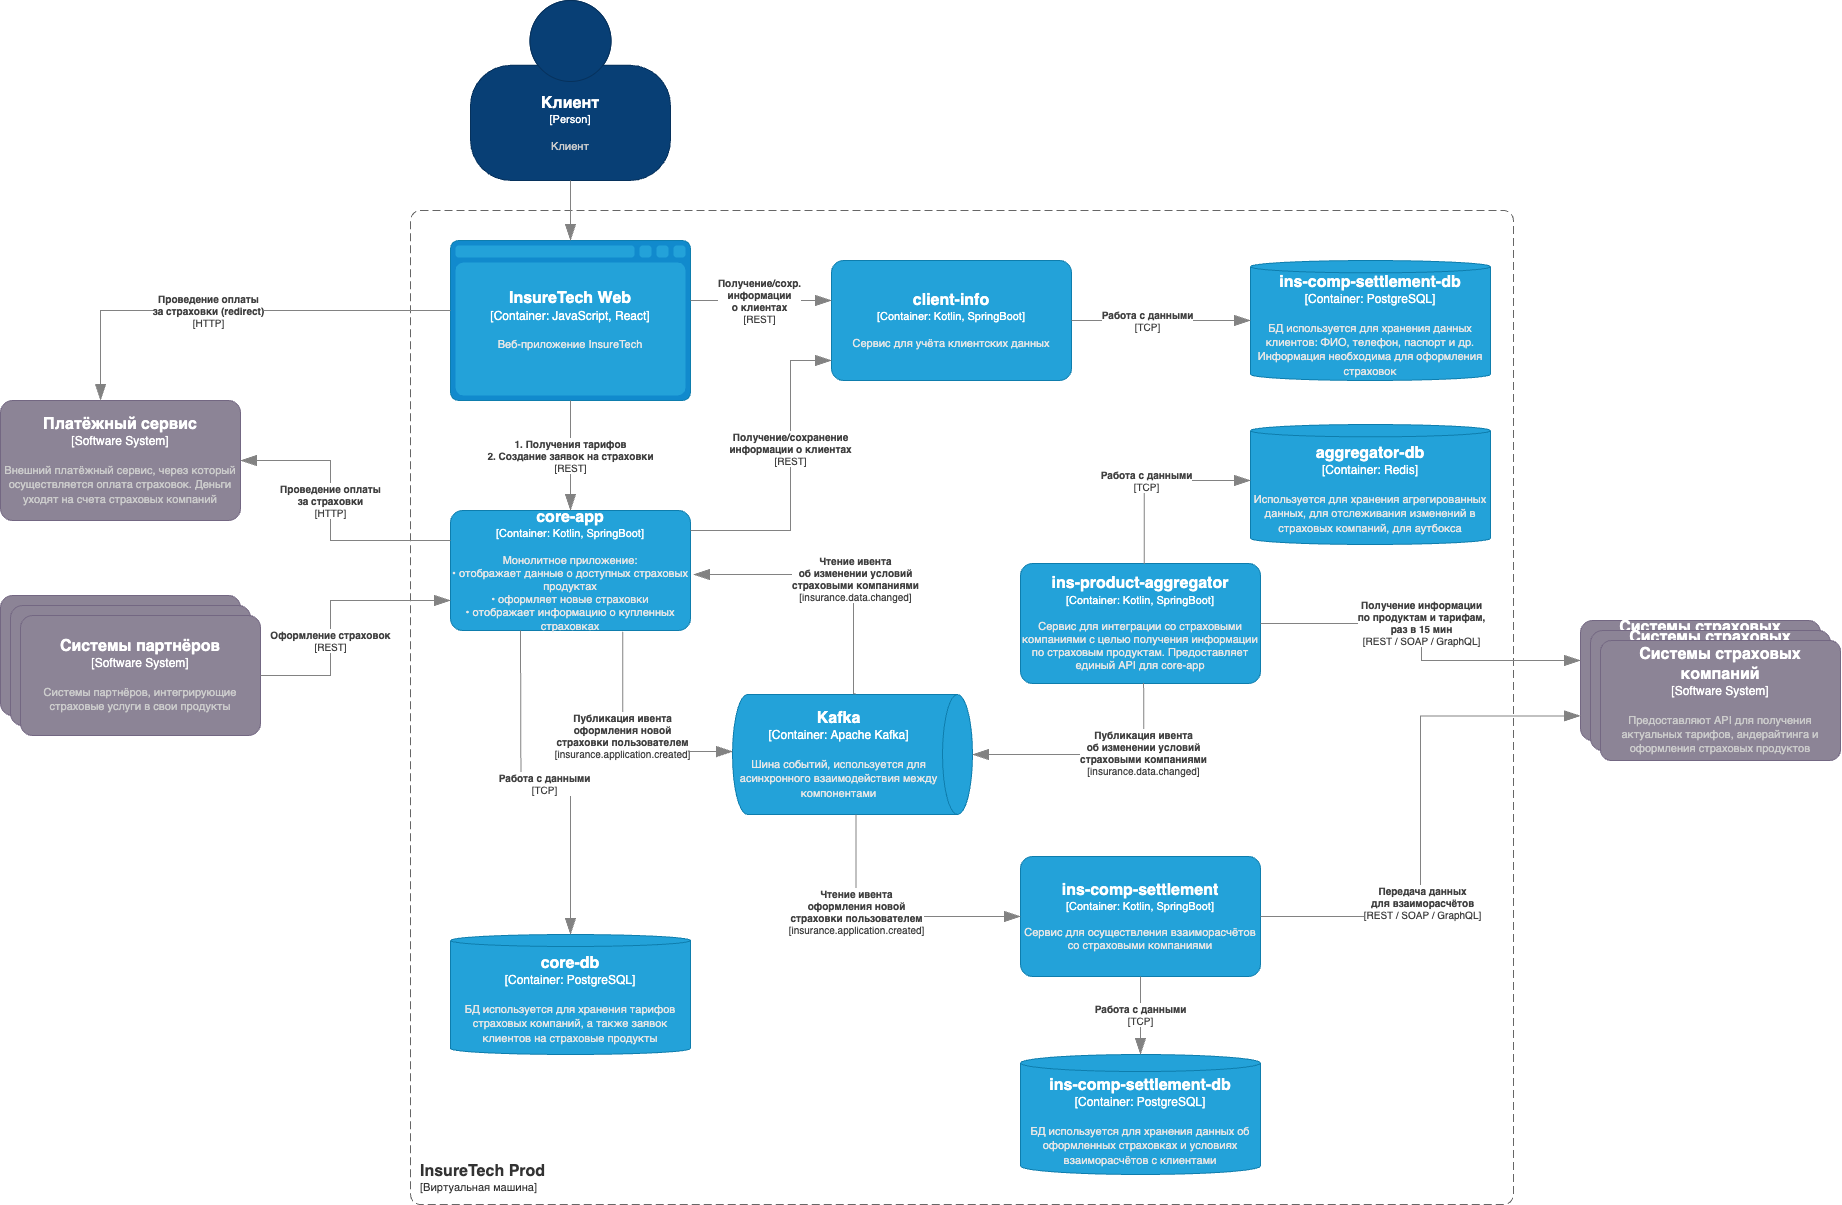 Клиент
[Person]
Клиент
InsureTech Web
[Container: JavaScript, React]
Веб-приложение InsureTech
Получение/сохр.
информации
о клиентах
[REST]
client-info
[Container: Kotlin, SpringBoot]
Сервис для учёта клиентских данных
Работа с данными
[TCP]
ins-comp-settlement-db
[Container: PostgreSQL]
БД используется для хранения данных
клиентов: ФИО, телефон, паспорт и др.
Информация необходима для оформления
страховок
Проведение оплаты
за страховки (redirect)
[HTTP]
Платёжный сервис
[Software System]
Внешний платёжный сервис, через который
осуществляется оплата страховок. Деньги
уходят на счета страховых компаний
1. Получения тарифов
2. Создание заявок на страховки
[REST]
Получение/сохранение
информации о клиентах
[REST]
Проведение оплаты
за страховки
[HTTP]
core-app
[Container: Kotlin, SpringBoot]
Монолитное приложение:
• отображает данные о доступных страховых
продуктах
• оформляет новые страховки
• отображает информацию о купленных
страховках
Работа с данными
[TCP]
aggregator-db
[Container: Redis]
Используется для хранения агрегированных
данных, для отслеживания изменений в
страховых компаний, для аутбокса
Чтение ивента
об изменении условий
страховыми компаниями
[insurance.data.changed]
ins-product-aggregator
[Container: Kotlin, SpringBoot]
Сервис для интеграции со страховыми
компаниями с целью получения информации
по страховым продуктам. Предоставляет
единый API для core-app
Получение информации
по продуктам и тарифам,
раз в 15 мин
[REST / SOAP / GraphQL]
Системы страховых
Системы страховых
Системы страховых
компаний
[Software System]
Предоставляют API для получения
актуальных тарифов, андерайтинга и
оформления страховых продуктов
Системы партнёров
[Software System]
Системы партнёров, интегрирующие
страховые услуги в свои продукты
Оформление страховок
[REST]
Публикация ивента
оформления новой
страховки пользователем
[insurance.application.created]
Kafka
[Container: Apache Kafka]
Шина событий, используется для
асинхронного взаимодействия между
компонентами
Публикация ивента
об изменении условий
страховыми компаниями
[insurance.data.changed]
Работа с данными
[TCP]
Чтение ивента
оформления новой
страховки пользователем
[insurance.application.created]
ins-comp-settlement
[Container: Kotlin, SpringBoot]
Сервис для осуществления взаиморасчётов
со страховыми компаниями
Передача данных
для взаиморасчётов
[REST / SOAP / GraphQL]
core-db
[Container: PostgreSQL]
БД используется для хранения тарифов
страховых компаний, а также заявок
клиентов на страховые продукты
Работа с данными
[TCP]
ins-comp-settlement-db
[Container: PostgreSQL]
БД используется для хранения данных об
оформленных страховках и условиях
взаиморасчётов с клиентами
InsureTech Prod
[Виртуальная машина]